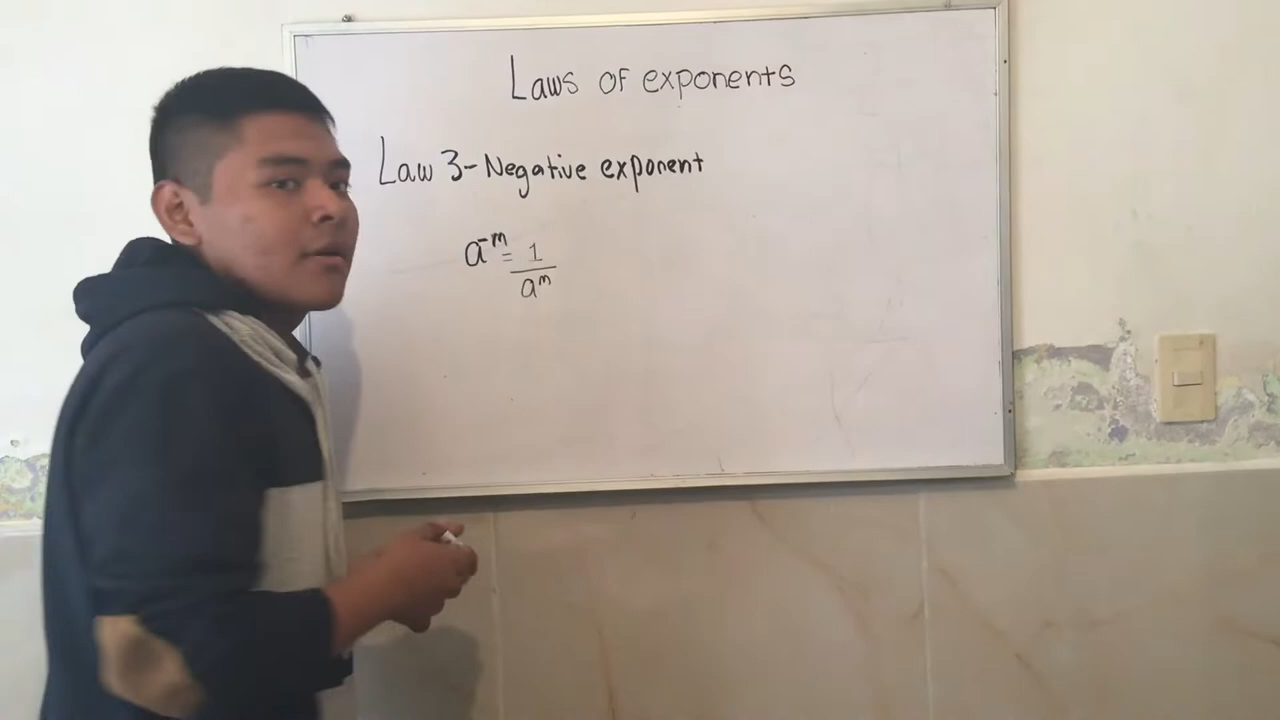 Laws of exponents
Law 3-Negative exponent
a⁻ᵐ = 1
aᵐ